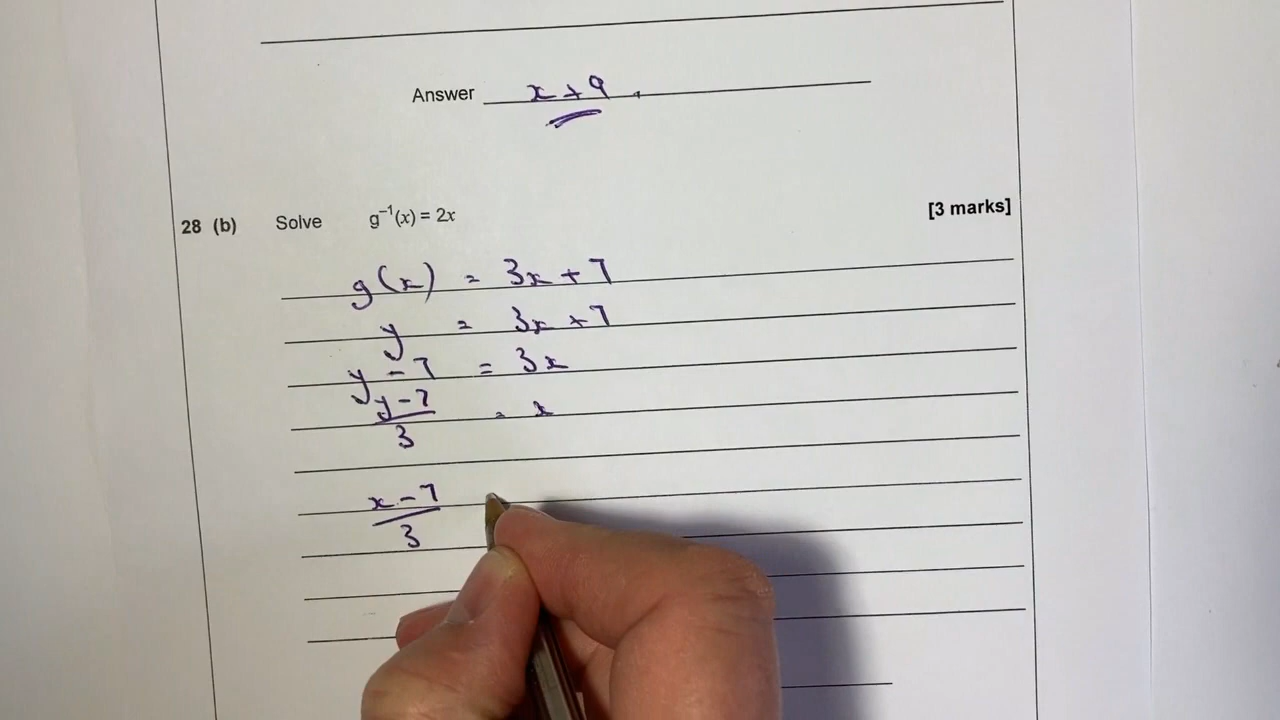 Answer x + 9
28 (b) Solve g⁻¹(x) = 2x [3 marks]
g(x) = 3x + 7
y = 3x + 7
y - 7 = 3x
y - 7
3
= x
x - 7
3